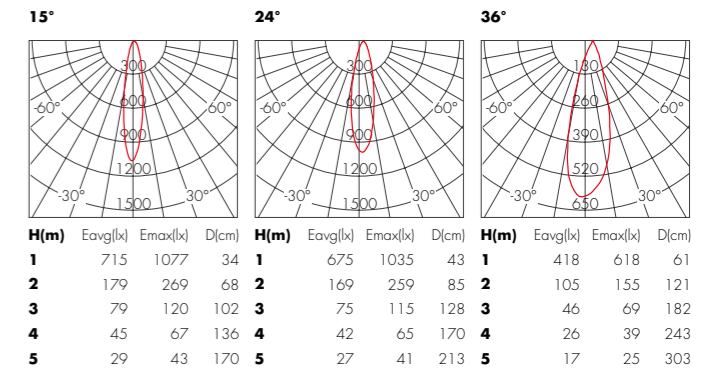 15° 24° 36°
300 300 130
600 600 260
-60° 60° -60° 60° -60° 60°
900 900 390
1200 1200 520
-30° 30° -30° 30° -30° 30°
1500 1500 650
H(m) Eavg(lx) Emax(lx) D(cm) H(m) Eavg(lx) Emax(lx) D(cm) H(m) Eavg(lx) Emax(lx) D(cm)
1 715 1077 34 1 675 1035 43 1 418 618 61
2 179 269 68 2 169 259 85 2 105 155 121
3 79 120 102 3 75 115 128 3 46 69 182
4 45 67 136 4 42 65 170 4 26 39 243
5 29 43 170 5 27 41 213 5 17 25 303